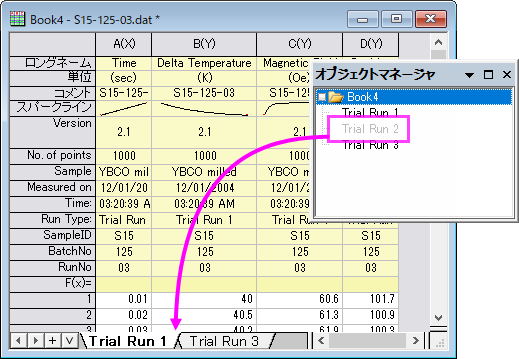 Book4 - S15-125-03.dat *
A(X) B(Y) C(Y) D(Y)
ロングネーム Time Delta Temperature Magnetic
単位 (sec) (K) (Oe)
コメント S15-125- S15-125-03 S15-125-
スパークライン
Version 2.1 2.1 2.1
No. of points 1000 1000 1000
Sample YBCO mil YBCO milled YBCO mill
Measured on 12/01/20 12/01/2004 12/01/200
Time: 03:20:39 A 03:20:39 AM 03:20:39 A
Run Type: Trial Run Trial Run 1 Trial Run 1 Trial Run
SampleID S15 S15 S15 S15
BatchNo 125 125 125 125
RunNo 03 03 03 03
F(x)=
1 0.01 40 60.6 101.7
2 0.02 40.5 61.3 100.9
3 0.03 40.2 61.9 100.3
Trial Run 1 Trial Run 3
オブジェクトマネージャ
Book4
Trial Run 1
Trial Run 2
Trial Run 3